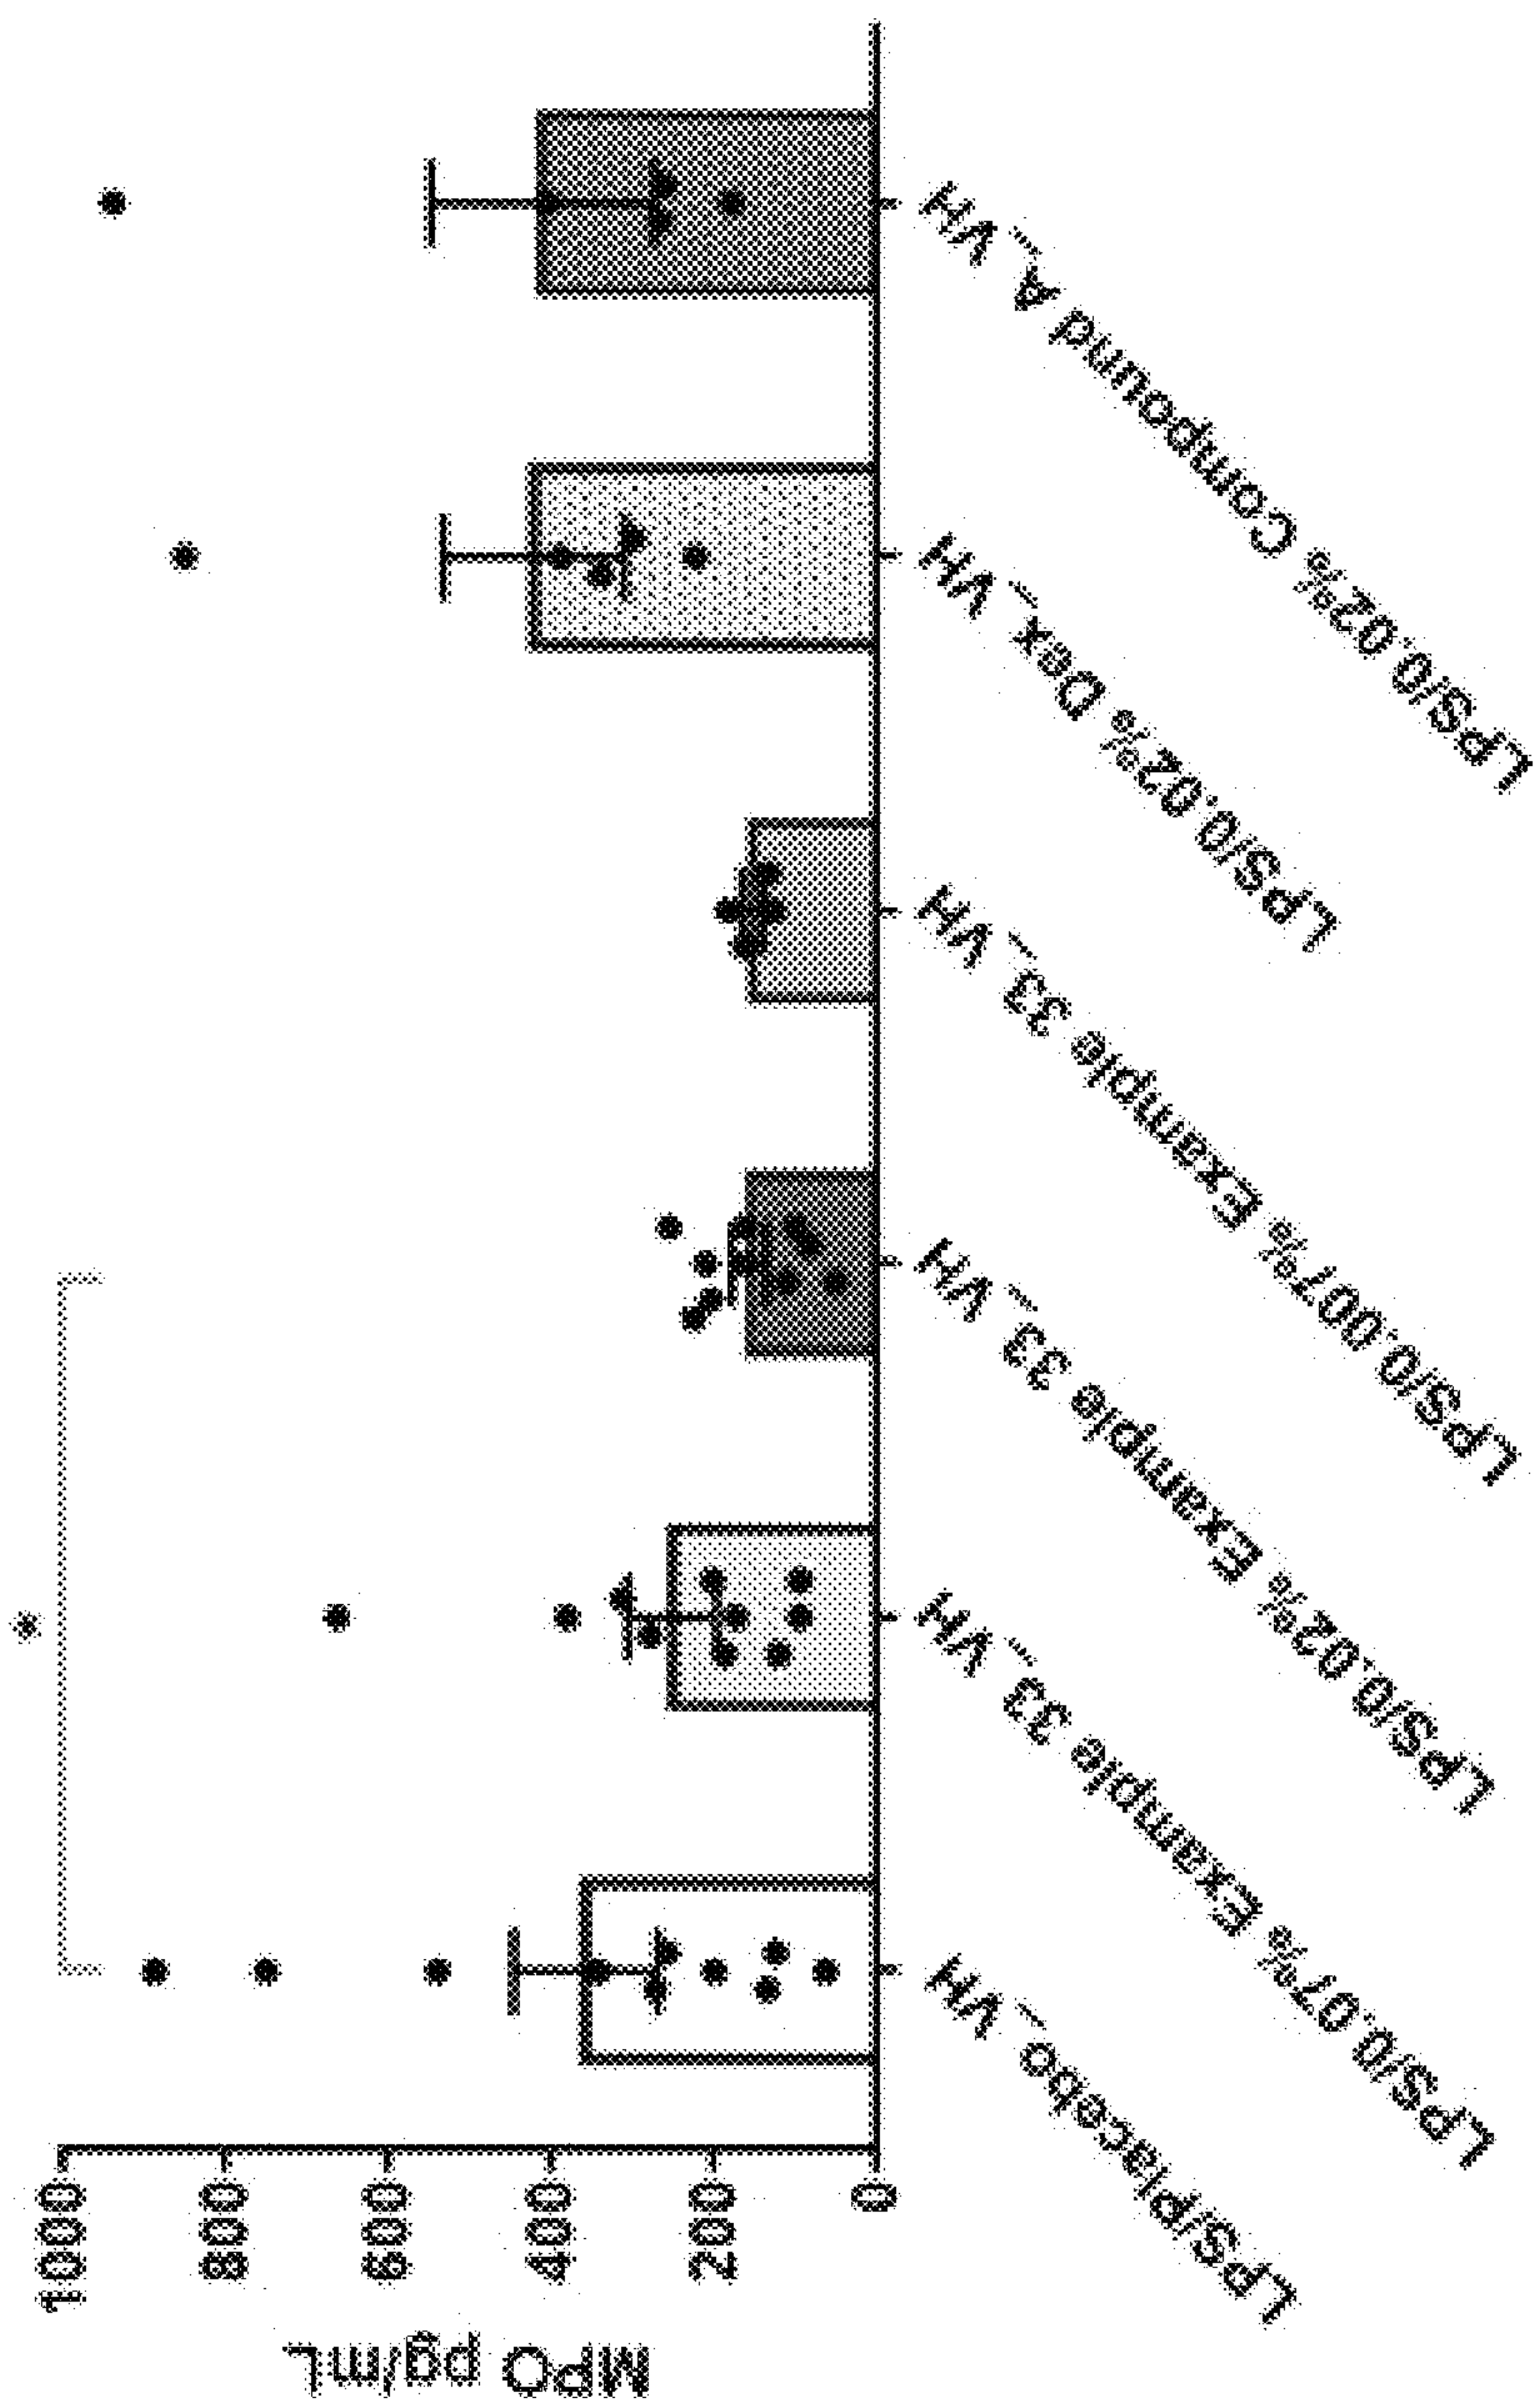 *
MPO pg/mL
1000
800
600
400
200
0
LPS/Placebo_VH
LPS/0.07% Example 33_VH
LPS/0.02% Example 33_VH
LPS/0.007% Example 33_VH
LPS/0.02% Dex_VH
LPS/0.02% Compound A_VH